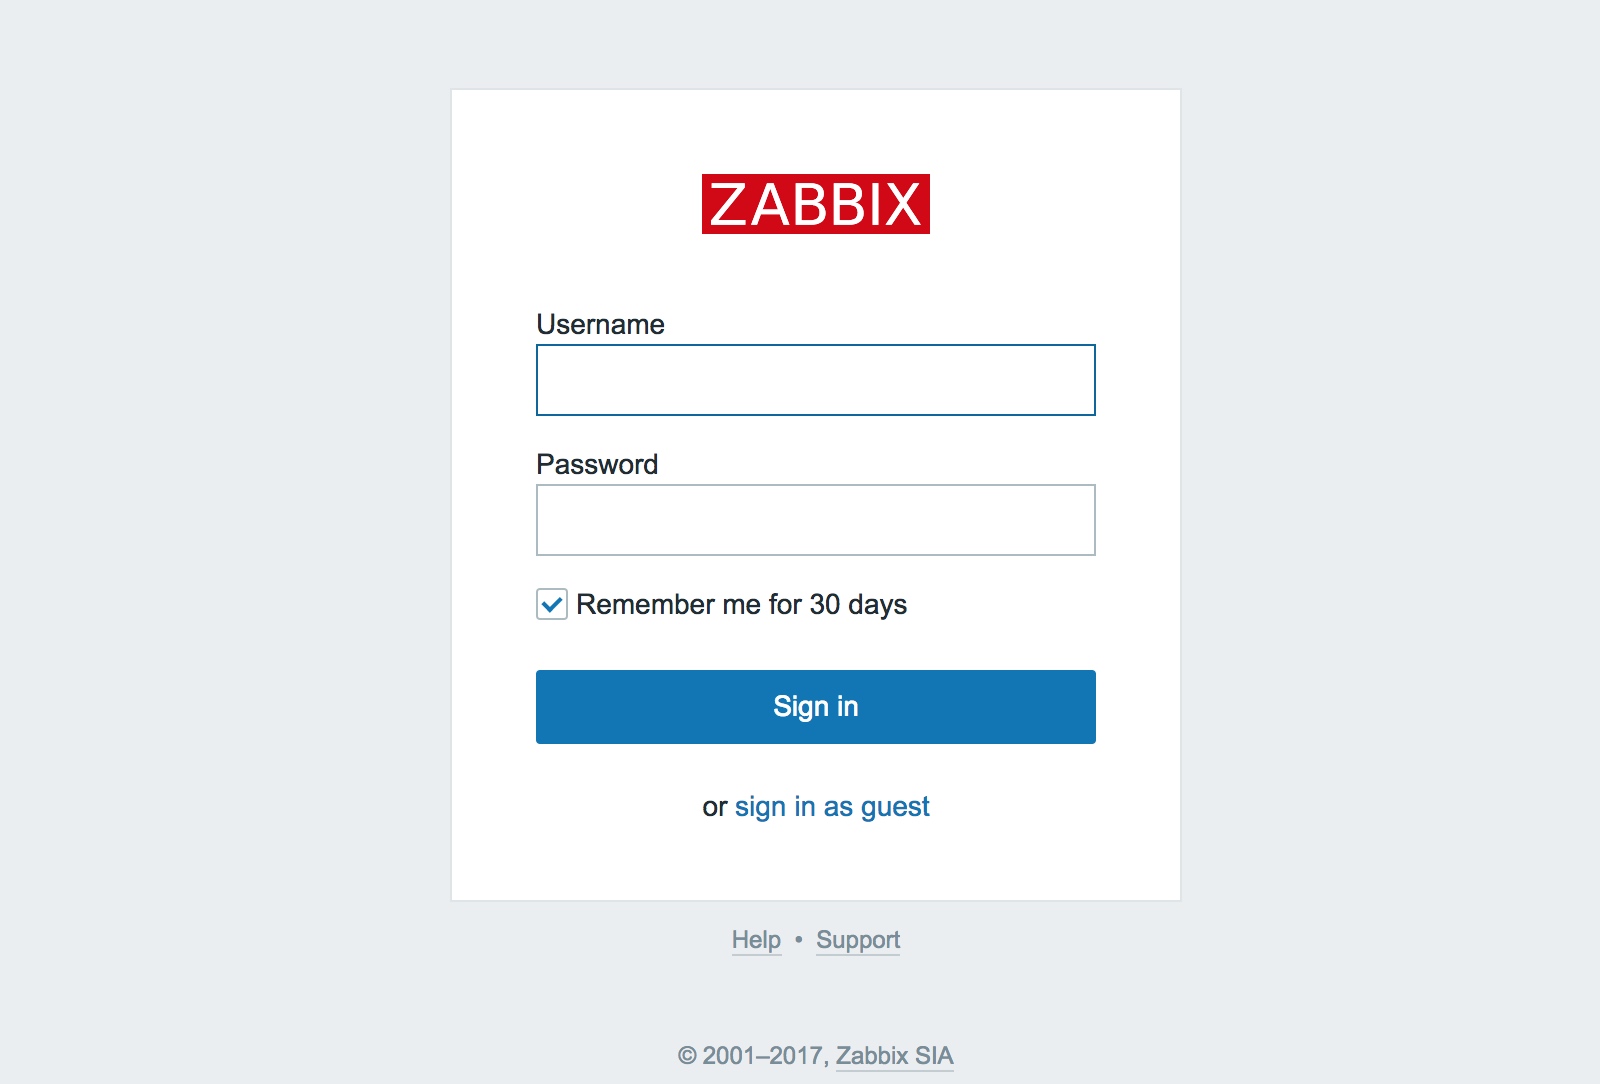 ZABBIX
Username
Password
Remember me for 30 days
Sign in
or sign in as guest
Help • Support
© 2001–2017, Zabbix SIA